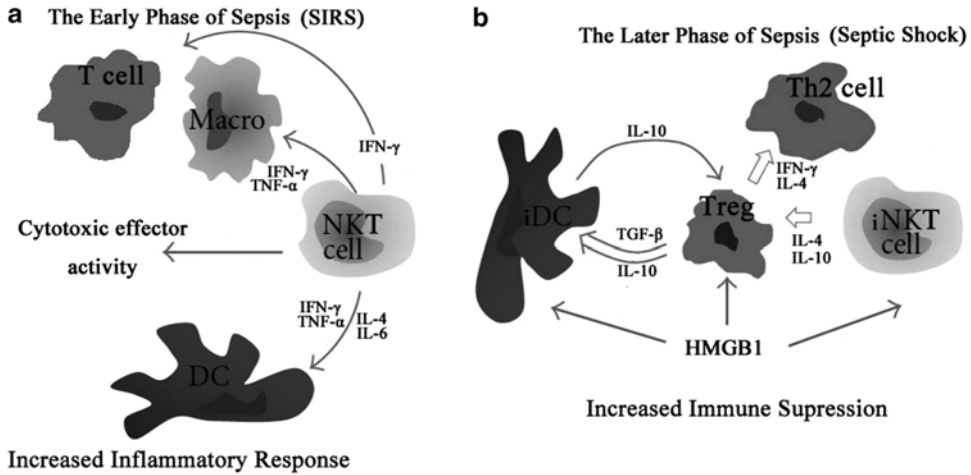 a
The Early Phase of Sepsis (SIRS)
T cell
Macro
IFN-γ
IFN-γ
TNF-α
NKT
cell
Cytotoxic effector
activity
IFN-γ
TNF-α
IL-4
IL-6
DC
Increased Inflammatory Response
b
The Later Phase of Sepsis (Septic Shock)
Th2 cell
IL-10
IFN-γ
IL-4
iDC
Treg
iNKT
cell
TGF-β
IL-10
IL-4
IL-10
HMGB1
Increased Immune Supression